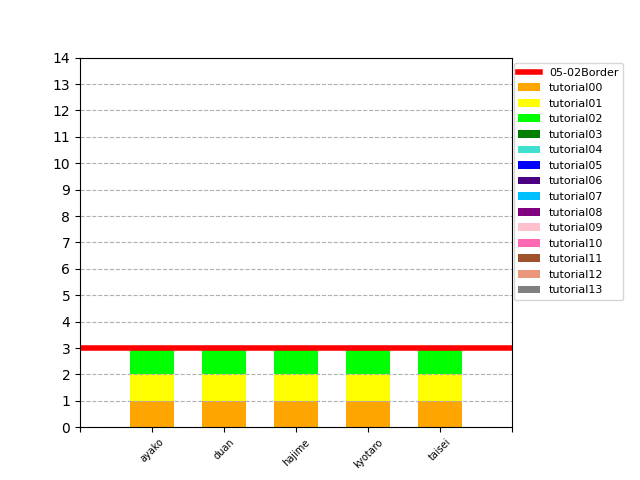 14
13
12
11
10
9
8
7
6
5
4
3
2
1
0
ayako
duan
hajime
kyotaro
taisei
05-02Border
tutorial00
tutorial01
tutorial02
tutorial03
tutorial04
tutorial05
tutorial06
tutorial07
tutorial08
tutorial09
tutorial10
tutorial11
tutorial12
tutorial13